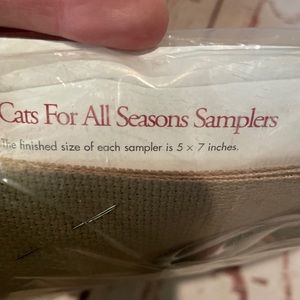 Cats For All Seasons Samplers
The finished size of each sampler is 5 × 7 inches.